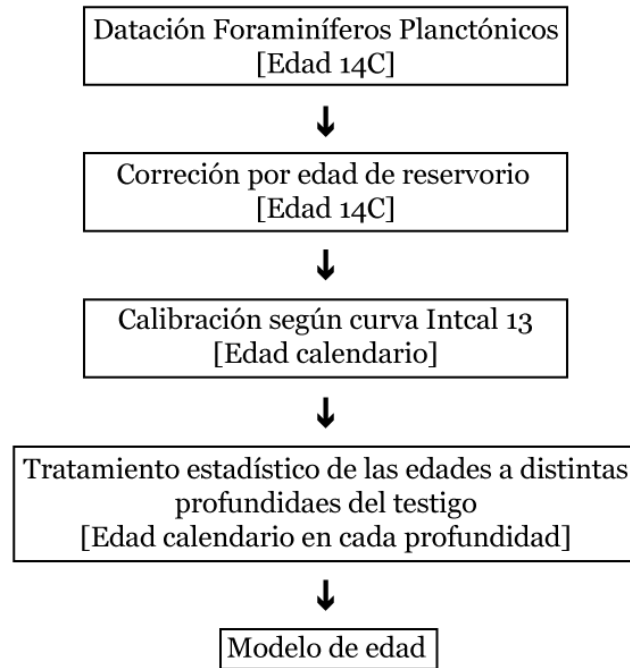 Datación Foraminíferos Planctónicos
[Edad 14C]
Correción por edad de reservorio
[Edad 14C]
Calibración según curva Intcal 13
[Edad calendario]
Tratamiento estadístico de las edades a distintas
profundidaes del testigo
[Edad calendario en cada profundidad]
Modelo de edad